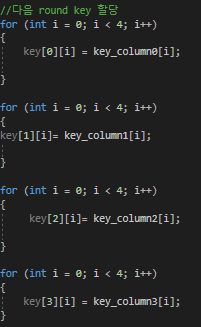 //다음 round key 할당
for (int i = 0; i < 4; i++)
{
key[0][i] = key_column0[i];
}
for (int i = 0; i < 4; i++)
{
key[1][i]= key_column1[i];
}
for (int i = 0; i < 4; i++)
{
key[2][i]= key_column2[i];
}
for (int i = 0; i < 4; i++)
{
key[3][i] = key_column3[i];
}